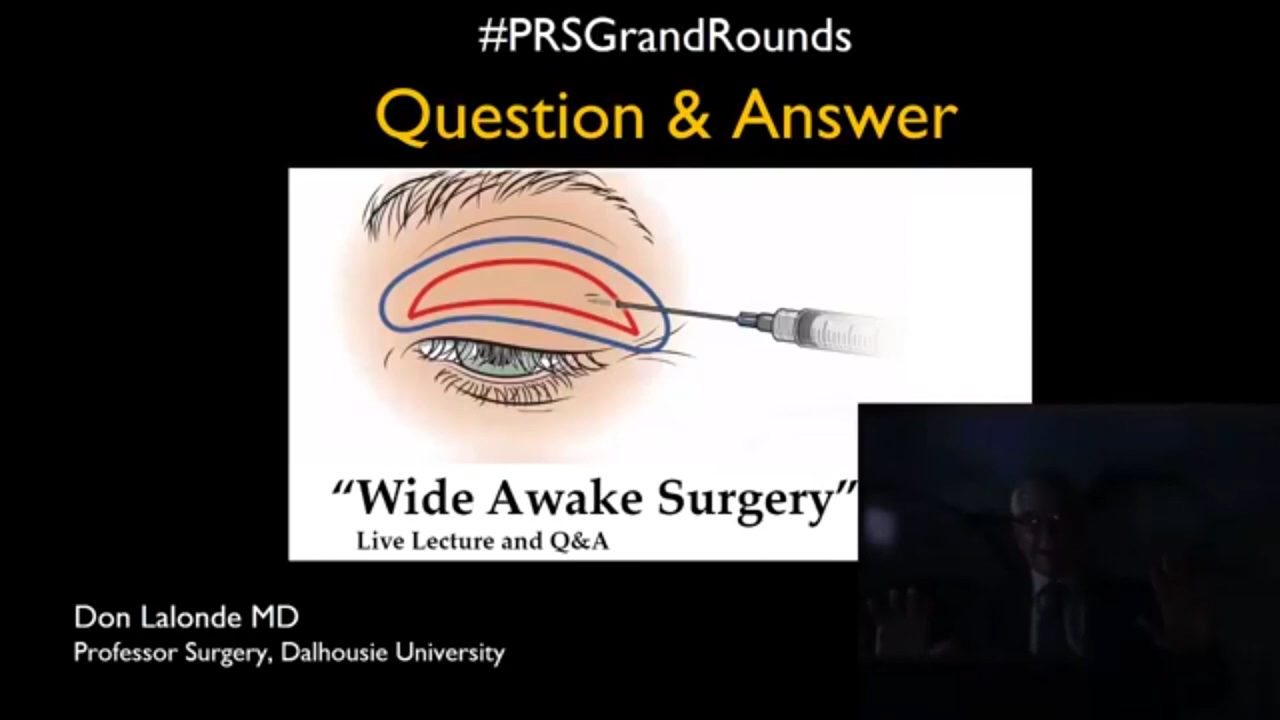 #PRSGrandRounds
Question & Answer
“Wide Awake Surgery”
Live Lecture and Q&A
Don Lalonde MD
Professor Surgery, Dalhousie University